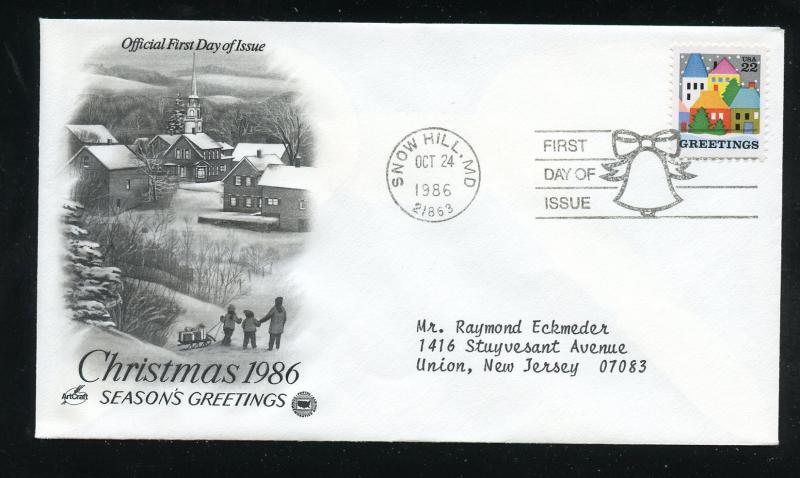 Official First Day of Issue
USA
22
GREETINGS
SNOW HILL, MD
OCT 24
1986
21863
FIRST
DAY OF
ISSUE
Mr. Raymond Eckmeder
1416 Stuyvesant Avenue
Union, New Jersey 07083
Christmas 1986
ArtCraft
SEASON'S GREETINGS